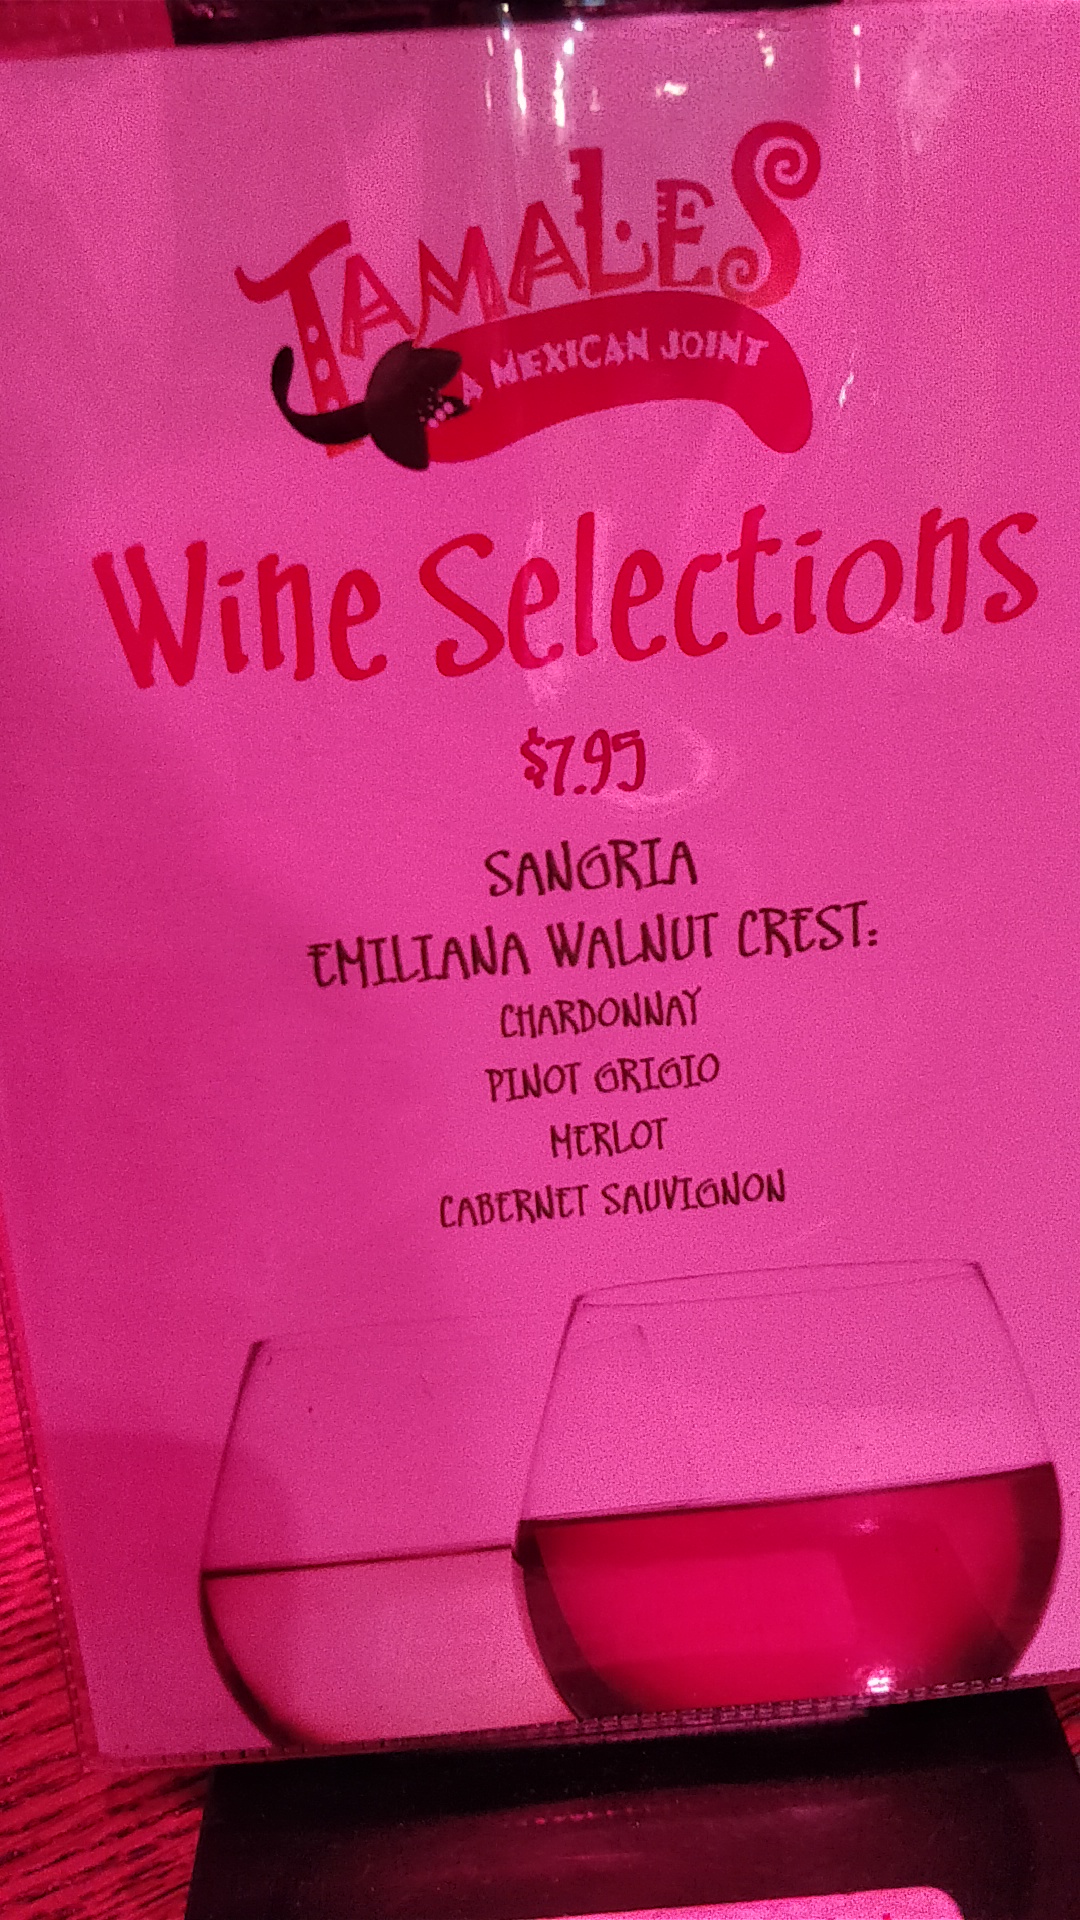 TAMALES
A MEXICAN JOINT
Wine Selections
$7.95
SANGRIA
EMILIANA WALNUT CREST:
CHARDONNAY
PINOT GRIGIO
MERLOT
CABERNET SAUVIGNON